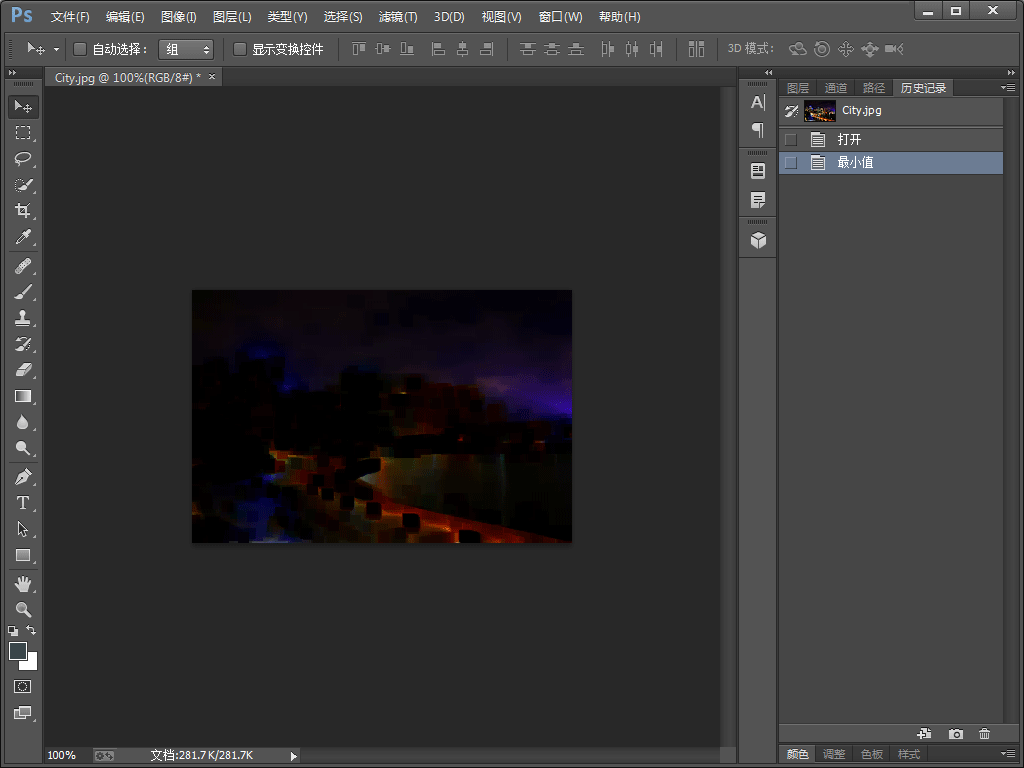 Ps 文件(F) 编辑(E) 图像(I) 图层(L) 类型(Y) 选择(S) 滤镜(T) 3D(D) 视图(V) 窗口(W) 帮助(H)
自动选择： 组 显示变换控件 3D 模式：
City.jpg @ 100%(RGB/8#) * ×
图层 通道 路径 历史记录
City.jpg
打开
最小值
100% 文档:281.7K/281.7K
颜色 调整 色板 样式